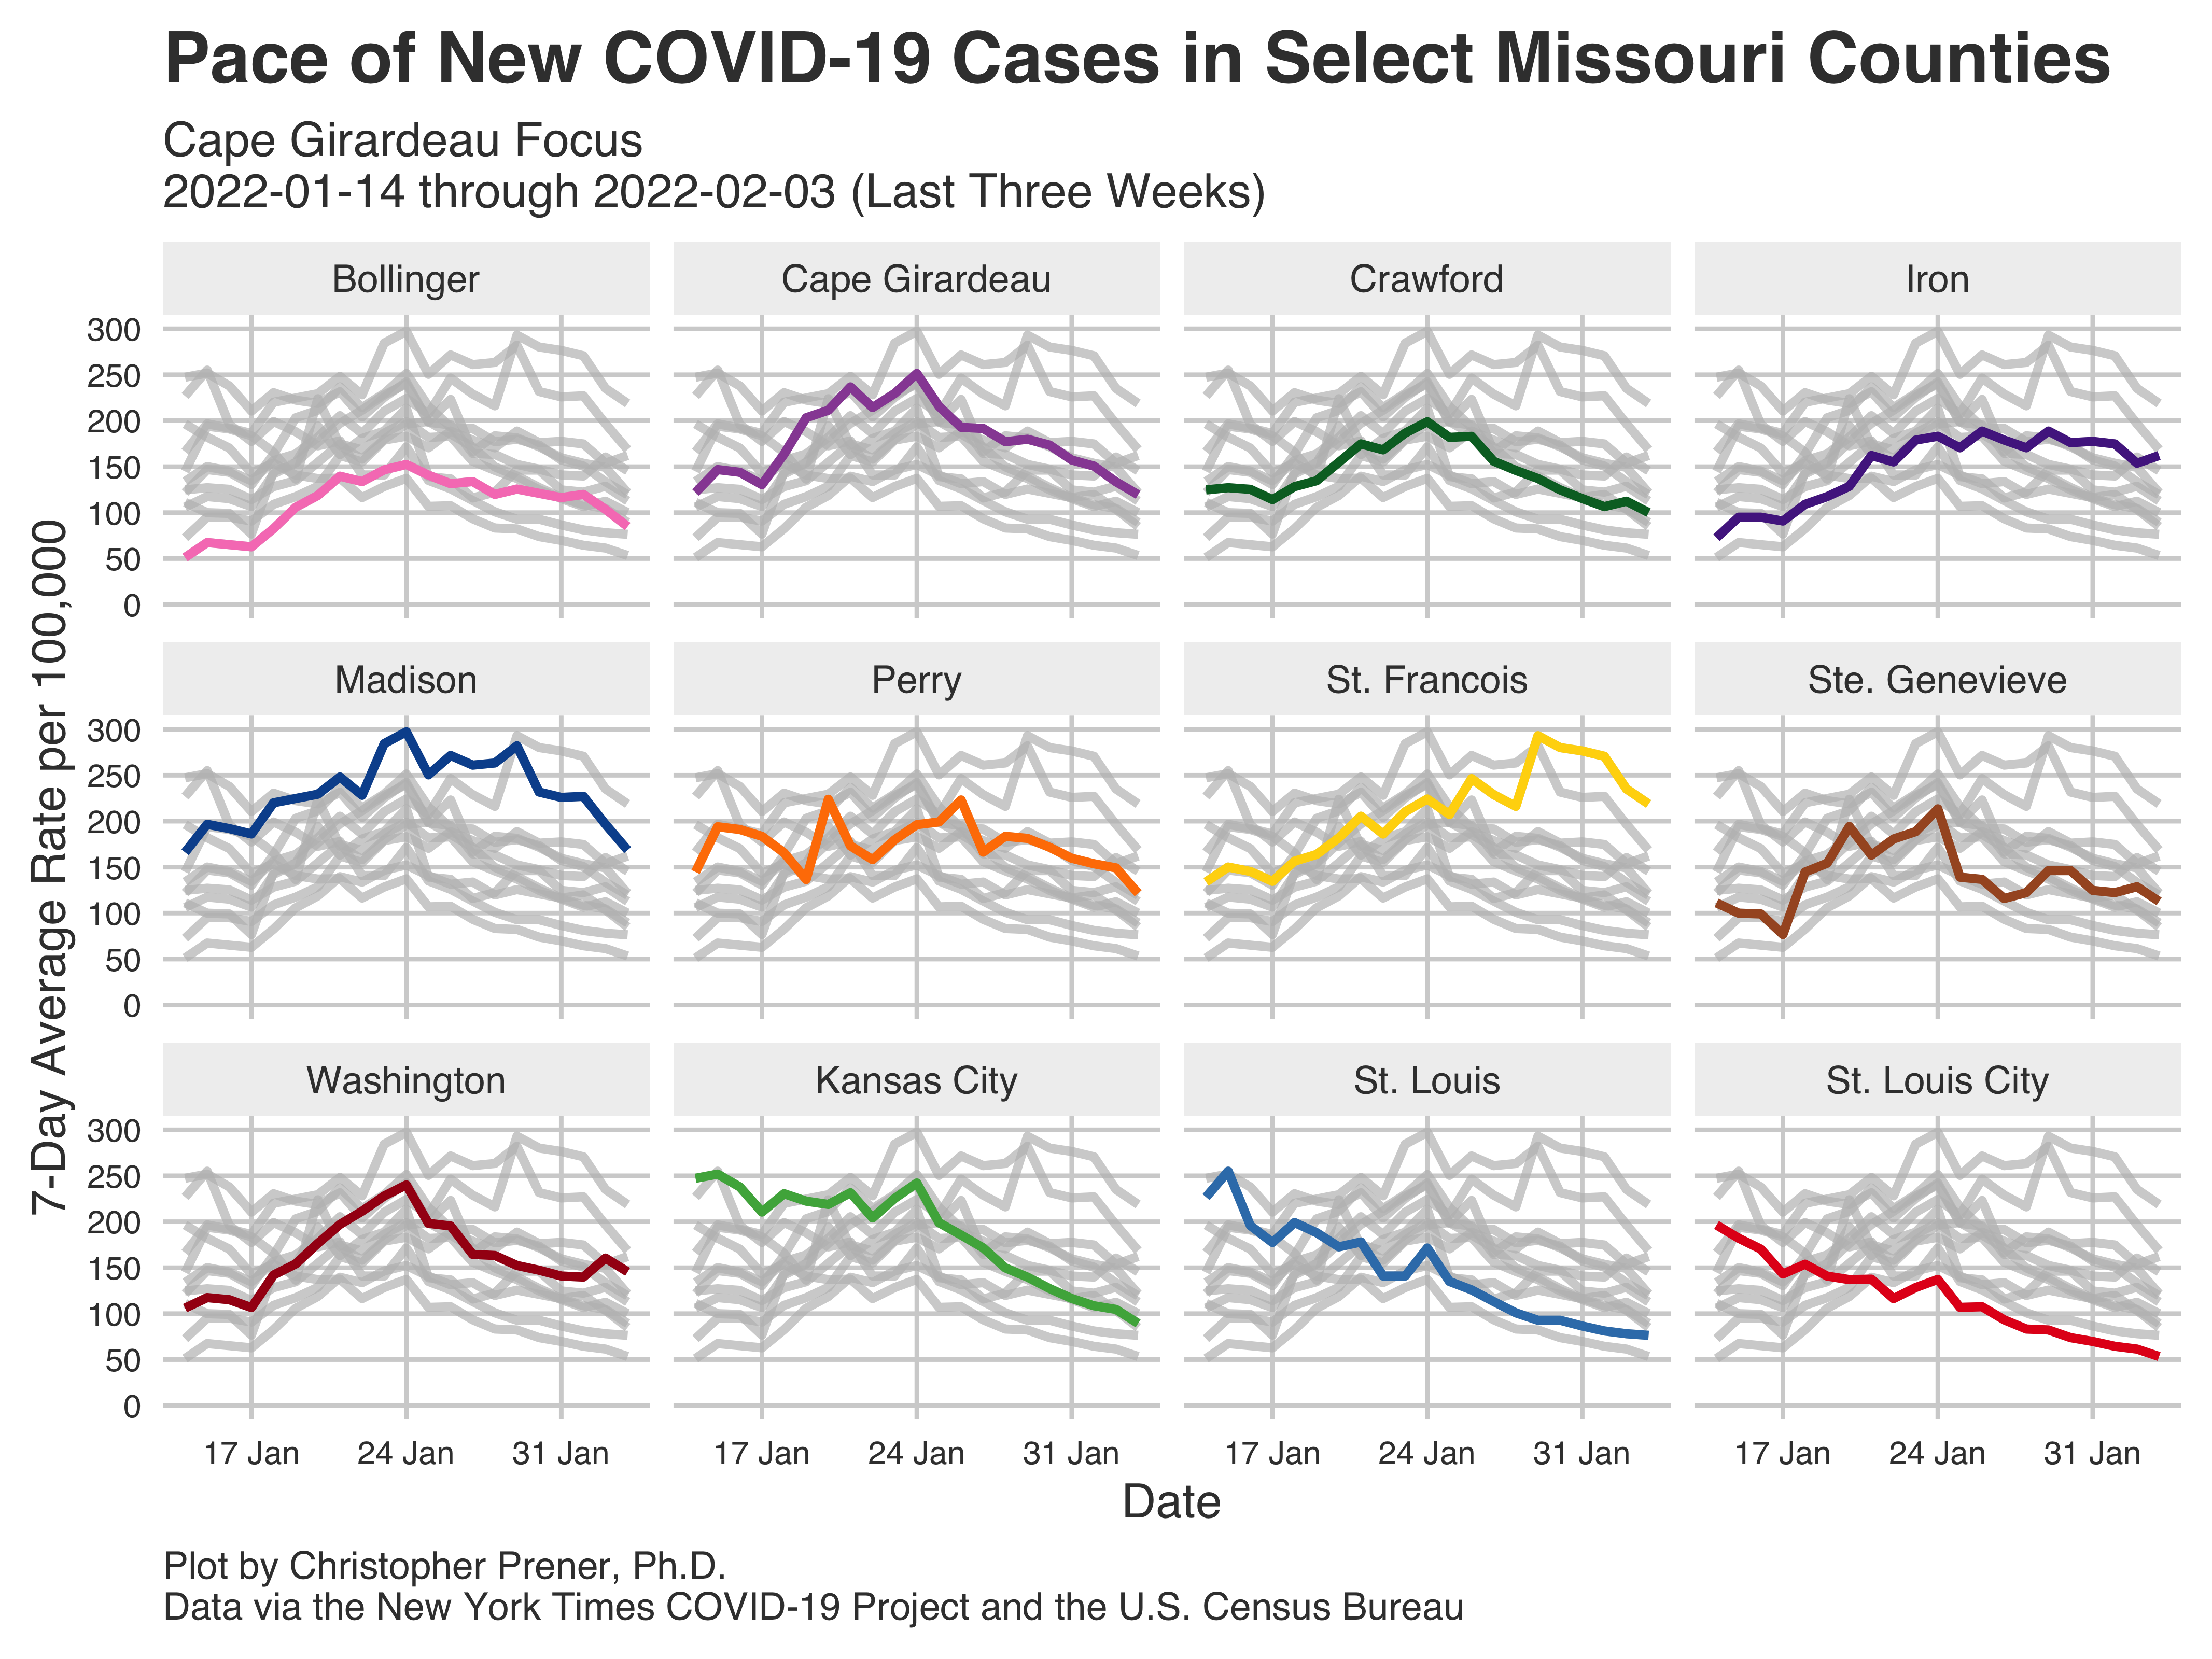 Pace of New COVID-19 Cases in Select Missouri Counties
Cape Girardeau Focus
2022-01-14 through 2022-02-03 (Last Three Weeks)
7-Day Average Rate per 100,000
Bollinger
Cape Girardeau
Crawford
Iron
300
250
200
150
100
50
0
Madison
Perry
St. Francois
Ste. Genevieve
300
250
200
150
100
50
0
Washington
Kansas City
St. Louis
St. Louis City
300
250
200
150
100
50
0
17 Jan
24 Jan
31 Jan
17 Jan
24 Jan
31 Jan
17 Jan
24 Jan
31 Jan
17 Jan
24 Jan
31 Jan
Date
Plot by Christopher Prener, Ph.D.
Data via the New York Times COVID-19 Project and the U.S. Census Bureau